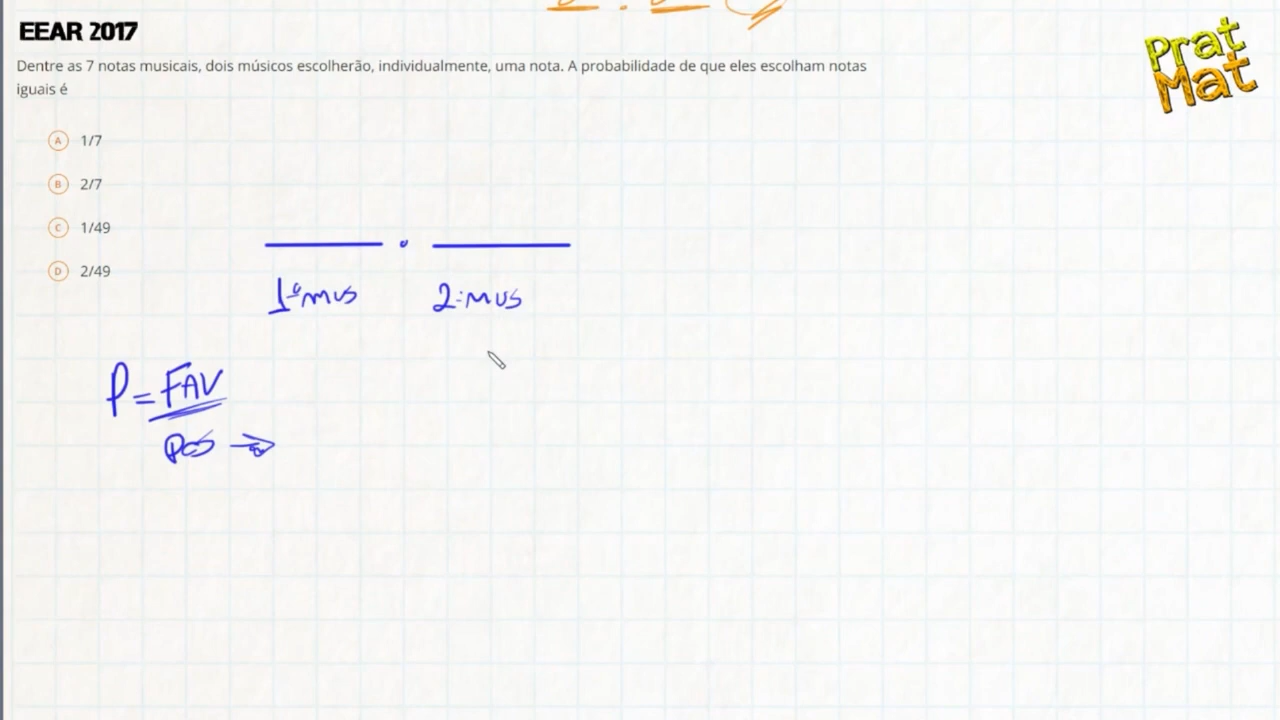 EEAR 2017
Prat
Mat
Dentre as 7 notas musicais, dois músicos escolherão, individualmente, uma nota. A probabilidade de que eles escolham notas
iguais é
A 1/7
B 2/7
C 1/49
D 2/49
1º mus 2º mus
P = FAV
POS →